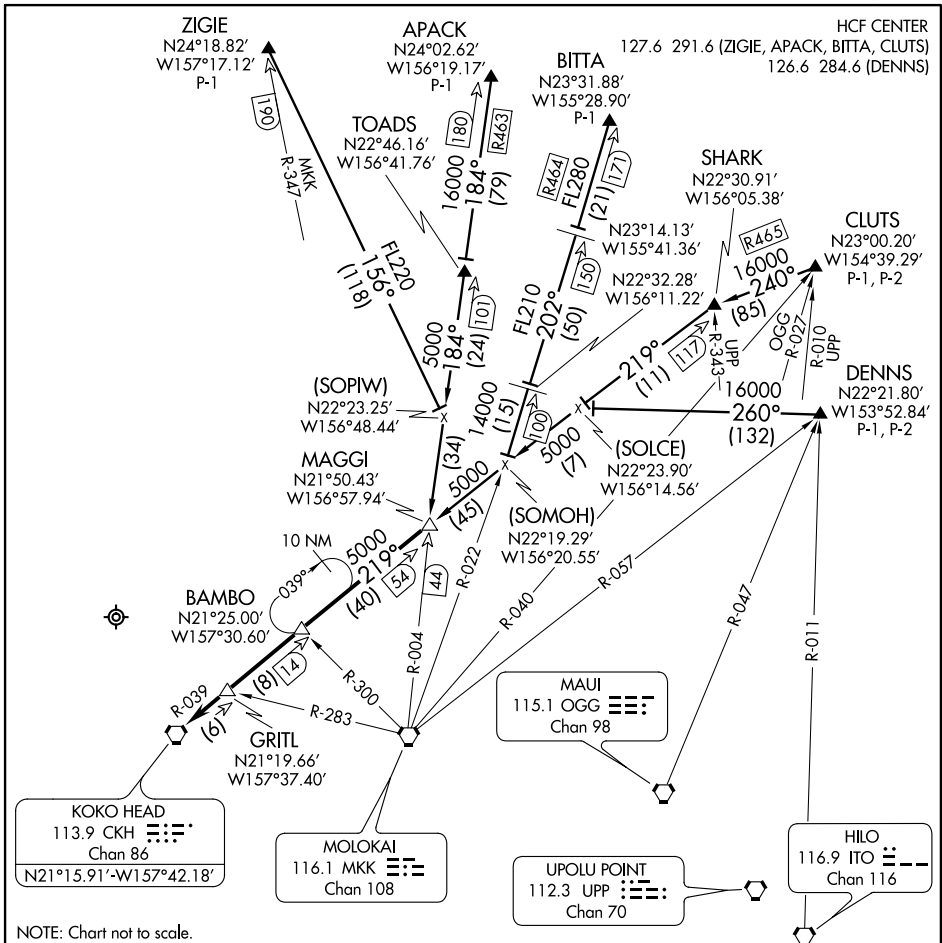 ZIGIE
N24°18.82'
W157°17.12'
P-1
APACK
N24°02.62'
W156°19.17'
P-1
HCF CENTER
127.6 291.6 (ZIGIE, APACK, BITTA, CLUTS)
126.6 284.6 (DENNS)
BITTA
N23°31.88'
W155°28.90'
P-1
TOADS
N22°46.16'
W156°41.76'
190
MKK
R-347
180
R463
16000
184°
(79)
R464
FL280
(21)
171
SHARK
N22°30.91'
W156°05.38'
CLUTS
N23°00.20'
W154°39.29'
P-1, P-2
N23°14.13'
W155°41.36'
R465
16000
240°
(85)
FL220
156°
(118)
150
N22°32.28'
W156°11.22'
101
5000
184°
(24)
FL210
202°
(50)
219°
(11)
117
UPP
R-343
OGG
R-027
R-010
UPP
DENNS
N22°21.80'
W153°52.84'
P-1, P-2
16000
260°
(132)
(SOPIW)
N22°23.25'
W156°48.44'
14000
(15)
100
5000
(7)
(SOLCE)
N22°23.90'
W156°14.56'
(34)
MAGGI
N21°50.43'
W156°57.94'
5000
(45)
(SOMOH)
N22°19.29'
W156°20.55'
10 NM
039°
5000
219°
(40)
54
44
R-004
R-022
R-040
R-057
R-047
R-011
BAMBO
N21°25.00'
W157°30.60'
(8)
14
R-300
R-283
R-039
(6)
GRITL
N21°19.66'
W157°37.40'
MAUI
115.1 OGG
Chan 98
KOKO HEAD
113.9 CKH
Chan 86
N21°15.91'-W157°42.18'
MOLOKAI
116.1 MKK
Chan 108
UPOLU POINT
112.3 UPP
Chan 70
HILO
116.9 ITO
Chan 116
NOTE: Chart not to scale.